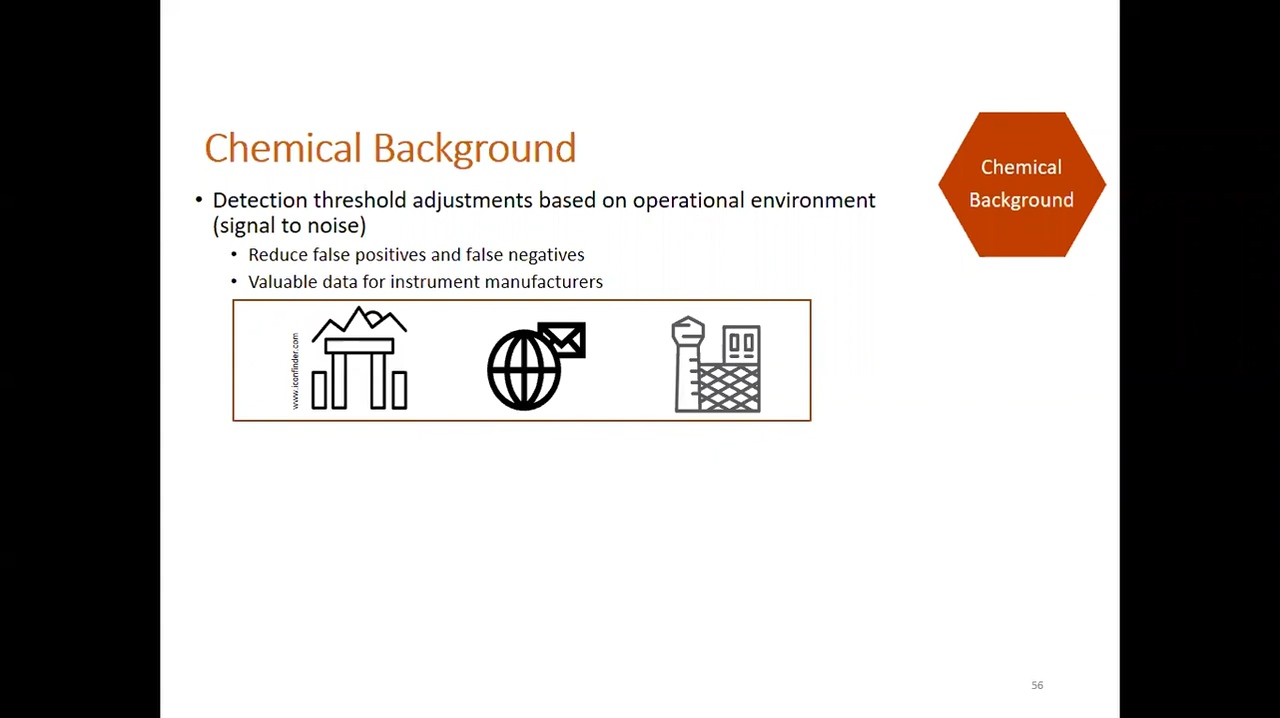 Chemical Background
Chemical
Background
• Detection threshold adjustments based on operational environment
(signal to noise)
• Reduce false positives and false negatives
• Valuable data for instrument manufacturers
www.iconfinder.com
56